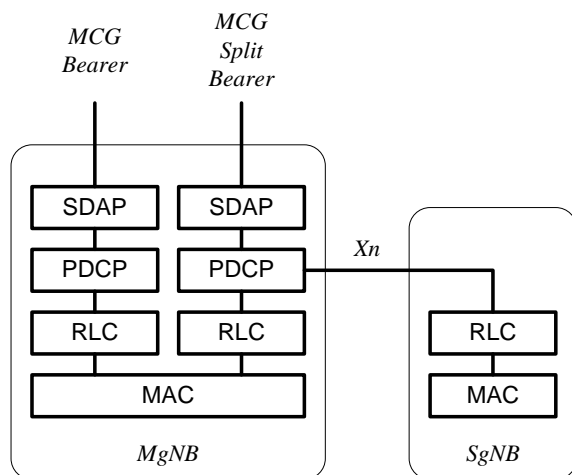 MCG
Bearer
MCG
Split
Bearer
SDAP
SDAP
PDCP
PDCP
Xn
RLC
RLC
RLC
MAC
MAC
MgNB
SgNB